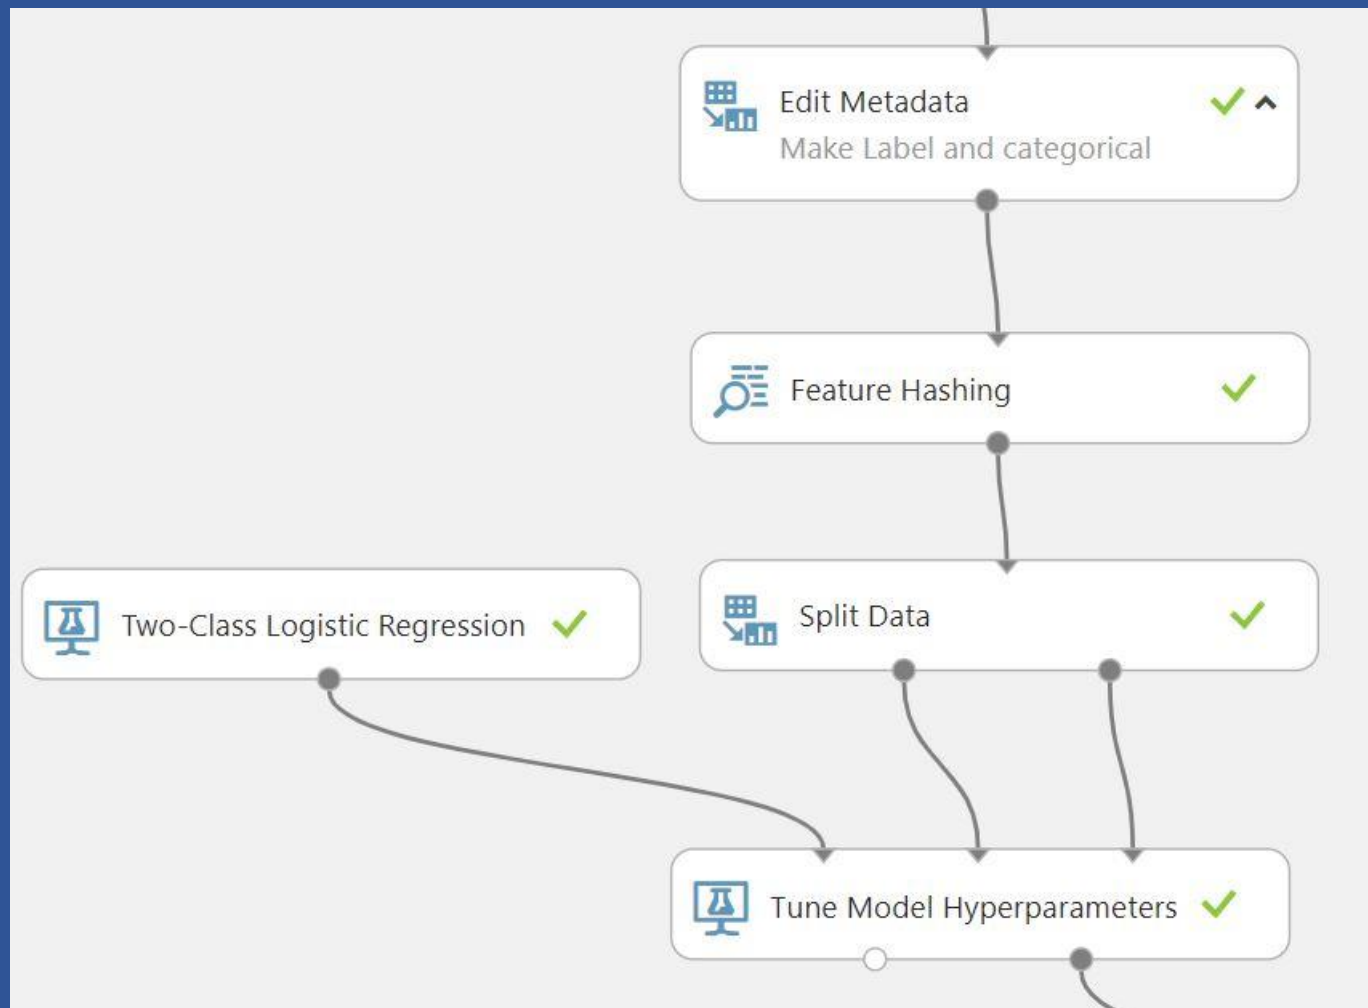 Edit Metadata
Make Label and categorical
Feature Hashing
Two-Class Logistic Regression
Split Data
Tune Model Hyperparameters